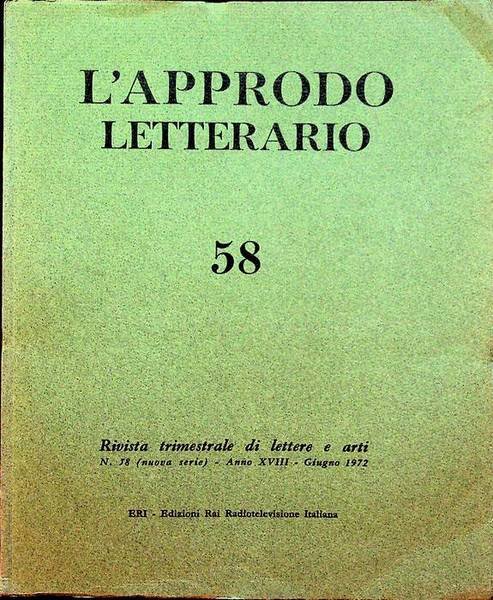 L'APPRODO
LETTERARIO
58
Rivista trimestrale di lettere e arti
N. 58 (nuova serie) - Anno XVIII - Giugno 1972
ERI - Edizioni Rai Radiotelevisione Italiana